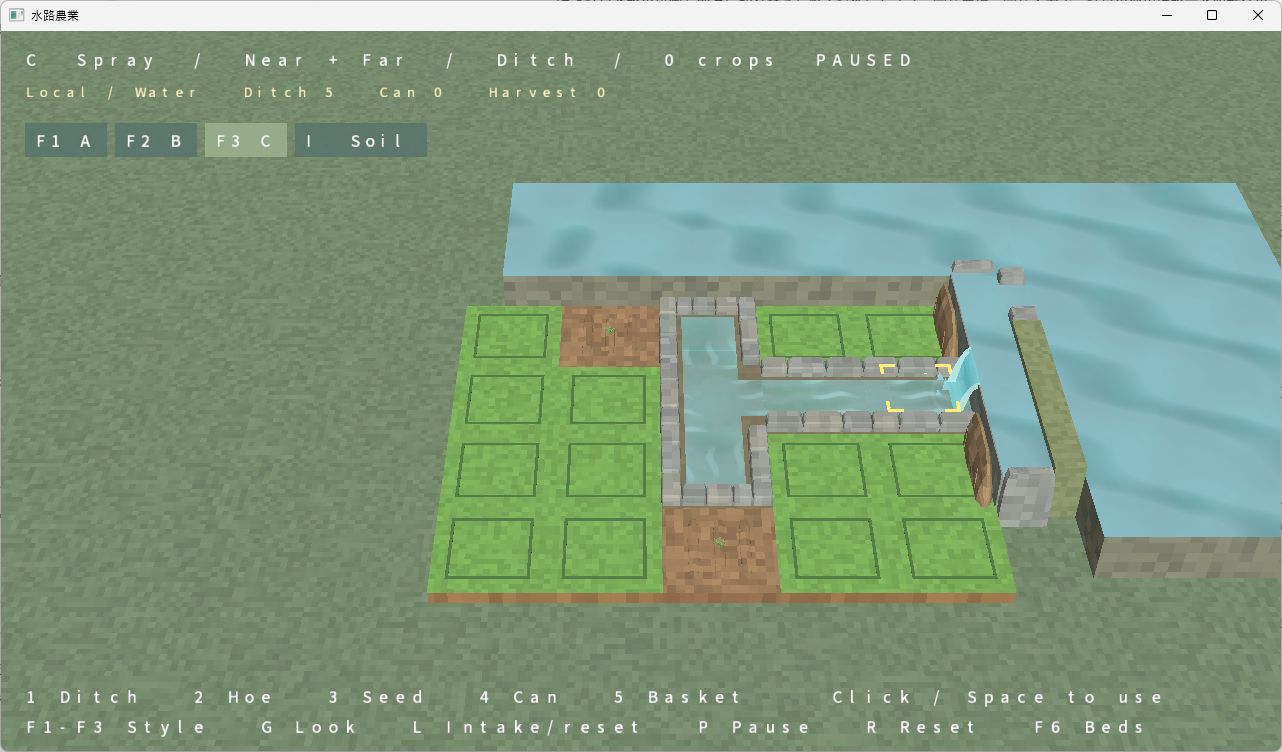 水路農業
C Spray / Near + Far / Ditch / 0 crops PAUSED
Local / Water Ditch 5 Can 0 Harvest 0
F1 A F2 B F3 C I Soil
1 Ditch 2 Hoe 3 Seed 4 Can 5 Basket Click / Space to use
F1-F3 Style G Look L Intake/reset P Pause R Reset F6 Beds